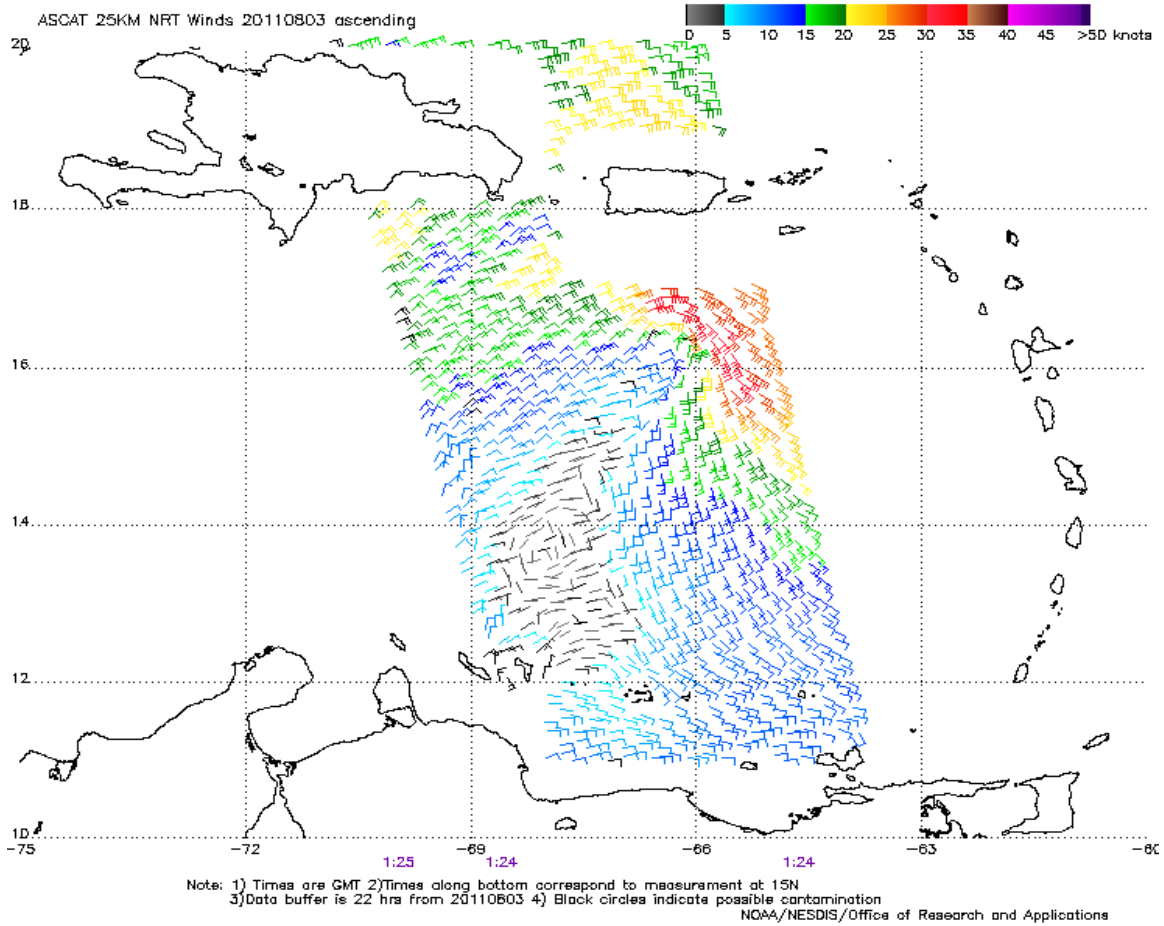 ASCAT 25KM NRT Winds 20110803 ascending
0 5 10 15 20 25 30 35 40 45 >50 knots
20
18
16
14
12
10
-75 -72 -69 -66 -63 -60
1:25 1:24 1:24
Note: 1) Times are GMT 2)Times along bottom correspond to measurement at 15N
3)Data buffer is 22 hrs from 20110803 4) Black circles indicate possible contamination
NOAA/NESDIS/Office of Research and Applications